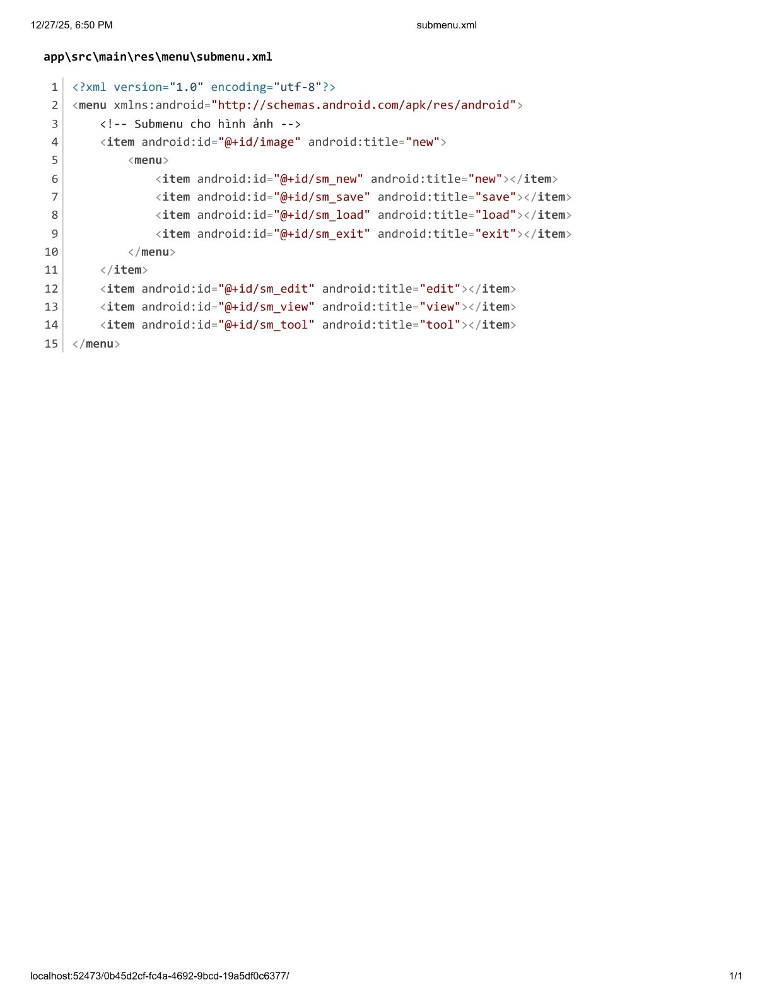 12/27/25, 6:50 PM submenu.xml
app\src\main\res\menu\submenu.xml
1 <?xml version="1.0" encoding="utf-8"?>
2 <menu xmlns:android="http://schemas.android.com/apk/res/android">
3     <!-- Submenu cho hình ảnh -->
4     <item android:id="@+id/image" android:title="new">
5         <menu>
6             <item android:id="@+id/sm_new" android:title="new"></item>
7             <item android:id="@+id/sm_save" android:title="save"></item>
8             <item android:id="@+id/sm_load" android:title="load"></item>
9             <item android:id="@+id/sm_exit" android:title="exit"></item>
10         </menu>
11     </item>
12     <item android:id="@+id/sm_edit" android:title="edit"></item>
13     <item android:id="@+id/sm_view" android:title="view"></item>
14     <item android:id="@+id/sm_tool" android:title="tool"></item>
15 </menu>
localhost:52473/0b45d2cf-fc4a-4692-9bcd-19a5df0c6377/ 1/1